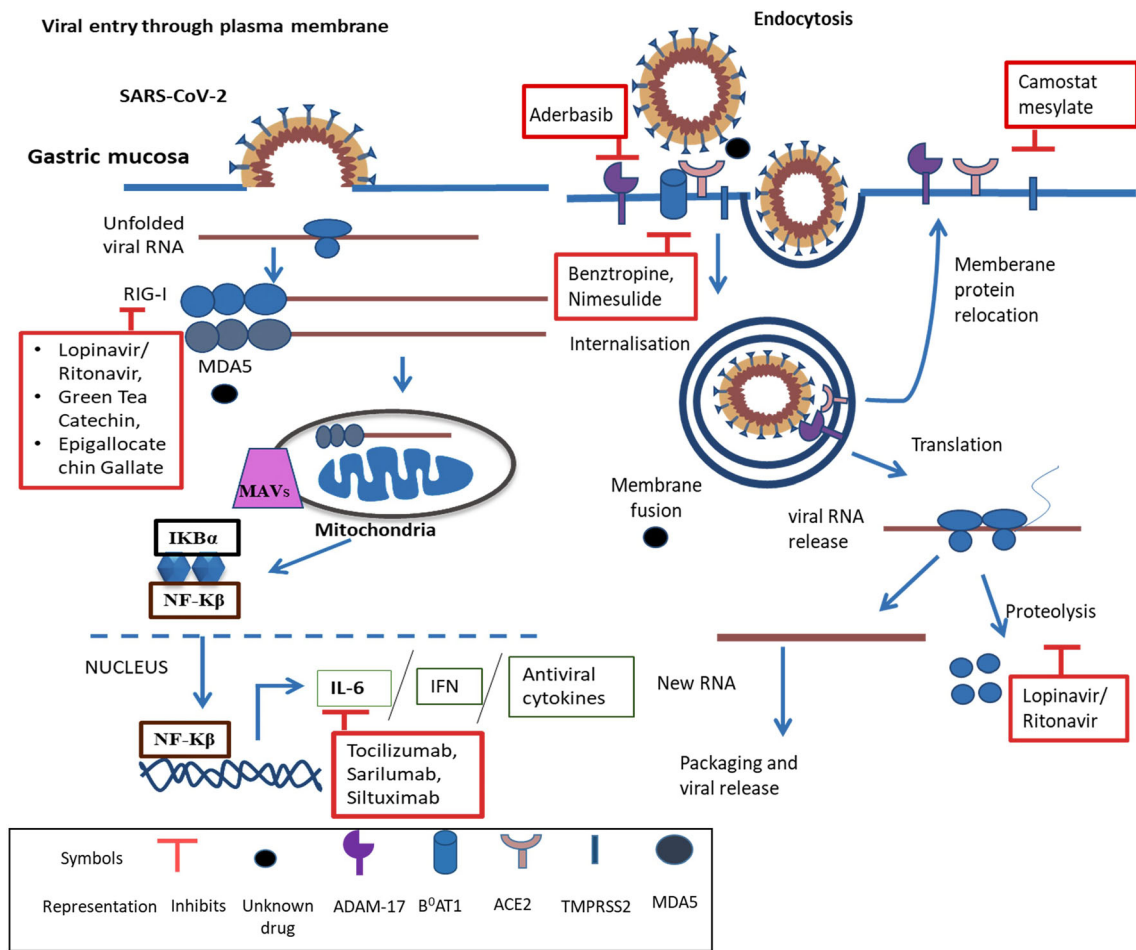 Viral entry through plasma membrane
SARS-CoV-2
Gastric mucosa
Unfolded
viral RNA
RIG-I
• Lopinavir/
Ritonavir,
• Green Tea
Catechin,
• Epigallocate
chin Gallate
MDA5
MAVs
Mitochondria
IKBα
NF-Kβ
NUCLEUS
NF-Kβ
IL-6
IFN
Antiviral
cytokines
Tocilizumab,
Sarilumab,
Siltuximab
Endocytosis
Aderbasib
Camostat
mesylate
Benztropine,
Nimesulide
Internalisation
Memberane
protein
relocation
Membrane
fusion
Translation
viral RNA
release
Proteolysis
Lopinavir/
Ritonavir
New RNA
Packaging and
viral release
Symbols
Representation Inhibits Unknown
drug ADAM-17 B⁰AT1 ACE2 TMPRSS2 MDA5